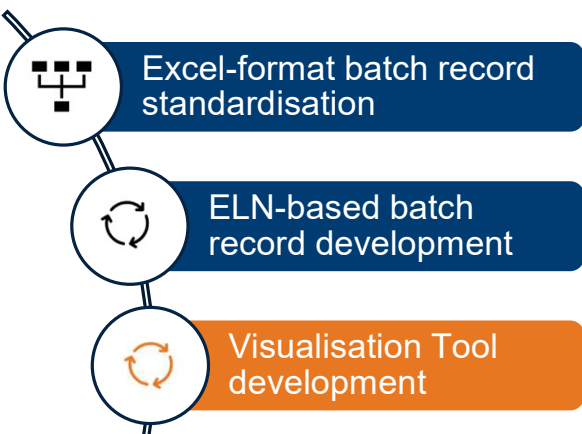 Excel-format batch record
standardisation
ELN-based batch
record development
Visualisation Tool
development